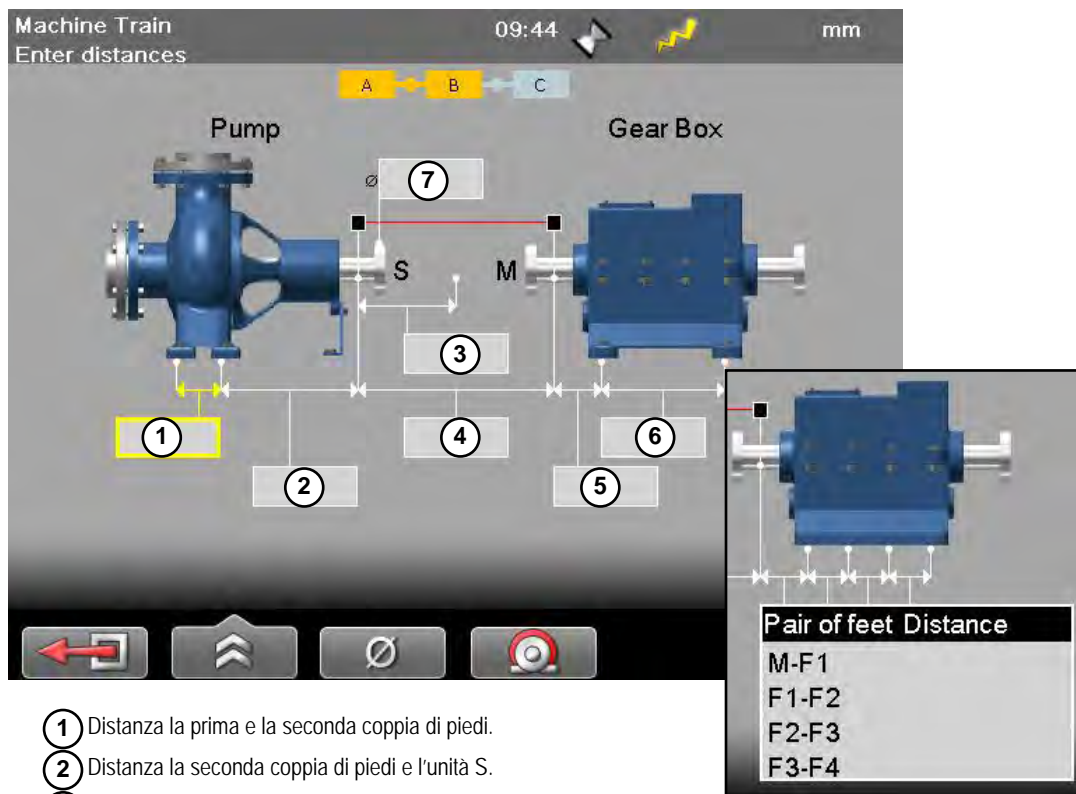 Machine Train
09:44
mm
Enter distances
A
B
C
Pump
Gear Box
ø
7
S
M
3
1
4
6
2
5
Ø
Pair of feet Distance
M-F1
F1-F2
F2-F3
F3-F4
1 Distanza la prima e la seconda coppia di piedi.
2 Distanza la seconda coppia di piedi e l'unità S.